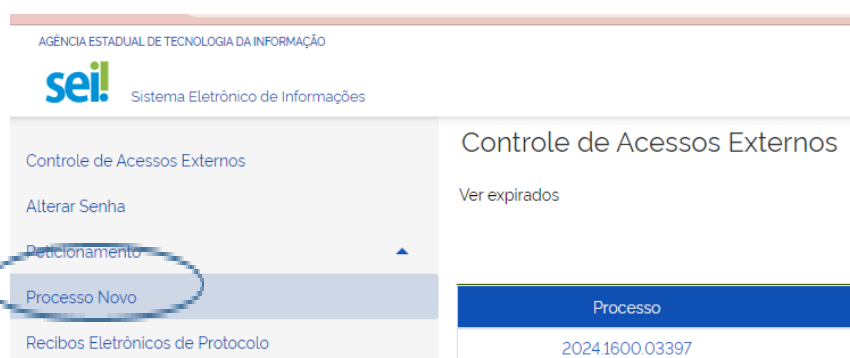 AGÊNCIA ESTADUAL DE TECNOLOGIA DA INFORMAÇÃO
sei!
Sistema Eletrônico de Informações
Controle de Acessos Externos
Alterar Senha
Peticionamento
Processo Novo
Recibos Eletrônicos de Protocolo
Controle de Acessos Externos
Ver expirados
Processo
2024.1600.03397